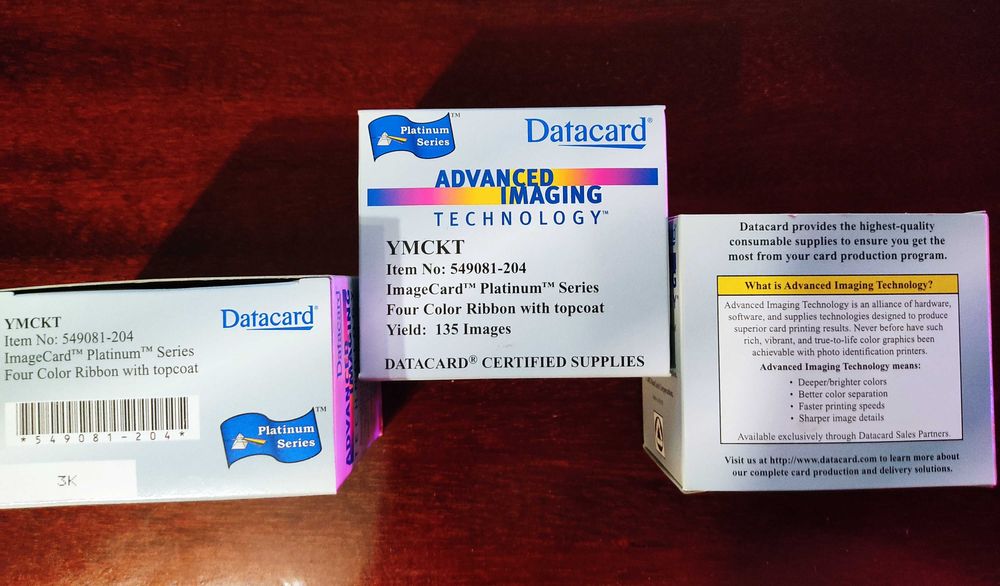 YMCKT
Item No: 549081-204
ImageCard™ Platinum™ Series
Four Color Ribbon with topcoat
Datacard®
*549081-204*
Platinum™
Series
3K
Datacard
ADVANCED
IMAGING
Platinum™
Series
Datacard®
ADVANCED
IMAGING
TECHNOLOGY™
YMCKT
Item No: 549081-204
ImageCard™ Platinum™ Series
Four Color Ribbon with topcoat
Yield: 135 Images
DATACARD® CERTIFIED SUPPLIES
Datacard provides the highest-quality
consumable supplies to ensure you get the
most from your card production program.
What is Advanced Imaging Technology?
Advanced Imaging Technology is an alliance of hardware,
software, and supplies technologies designed to produce
superior card printing results. Never before have such
rich, vibrant, and true-to-life color graphics been
achievable with photo identification printers.
Advanced Imaging Technology means:
• Deeper/brighter colors
• Better color separation
• Faster printing speeds
• Sharper image details
Available exclusively through Datacard Sales Partners.
Visit us at http://www.datacard.com to learn more about
our complete card production and delivery solutions.